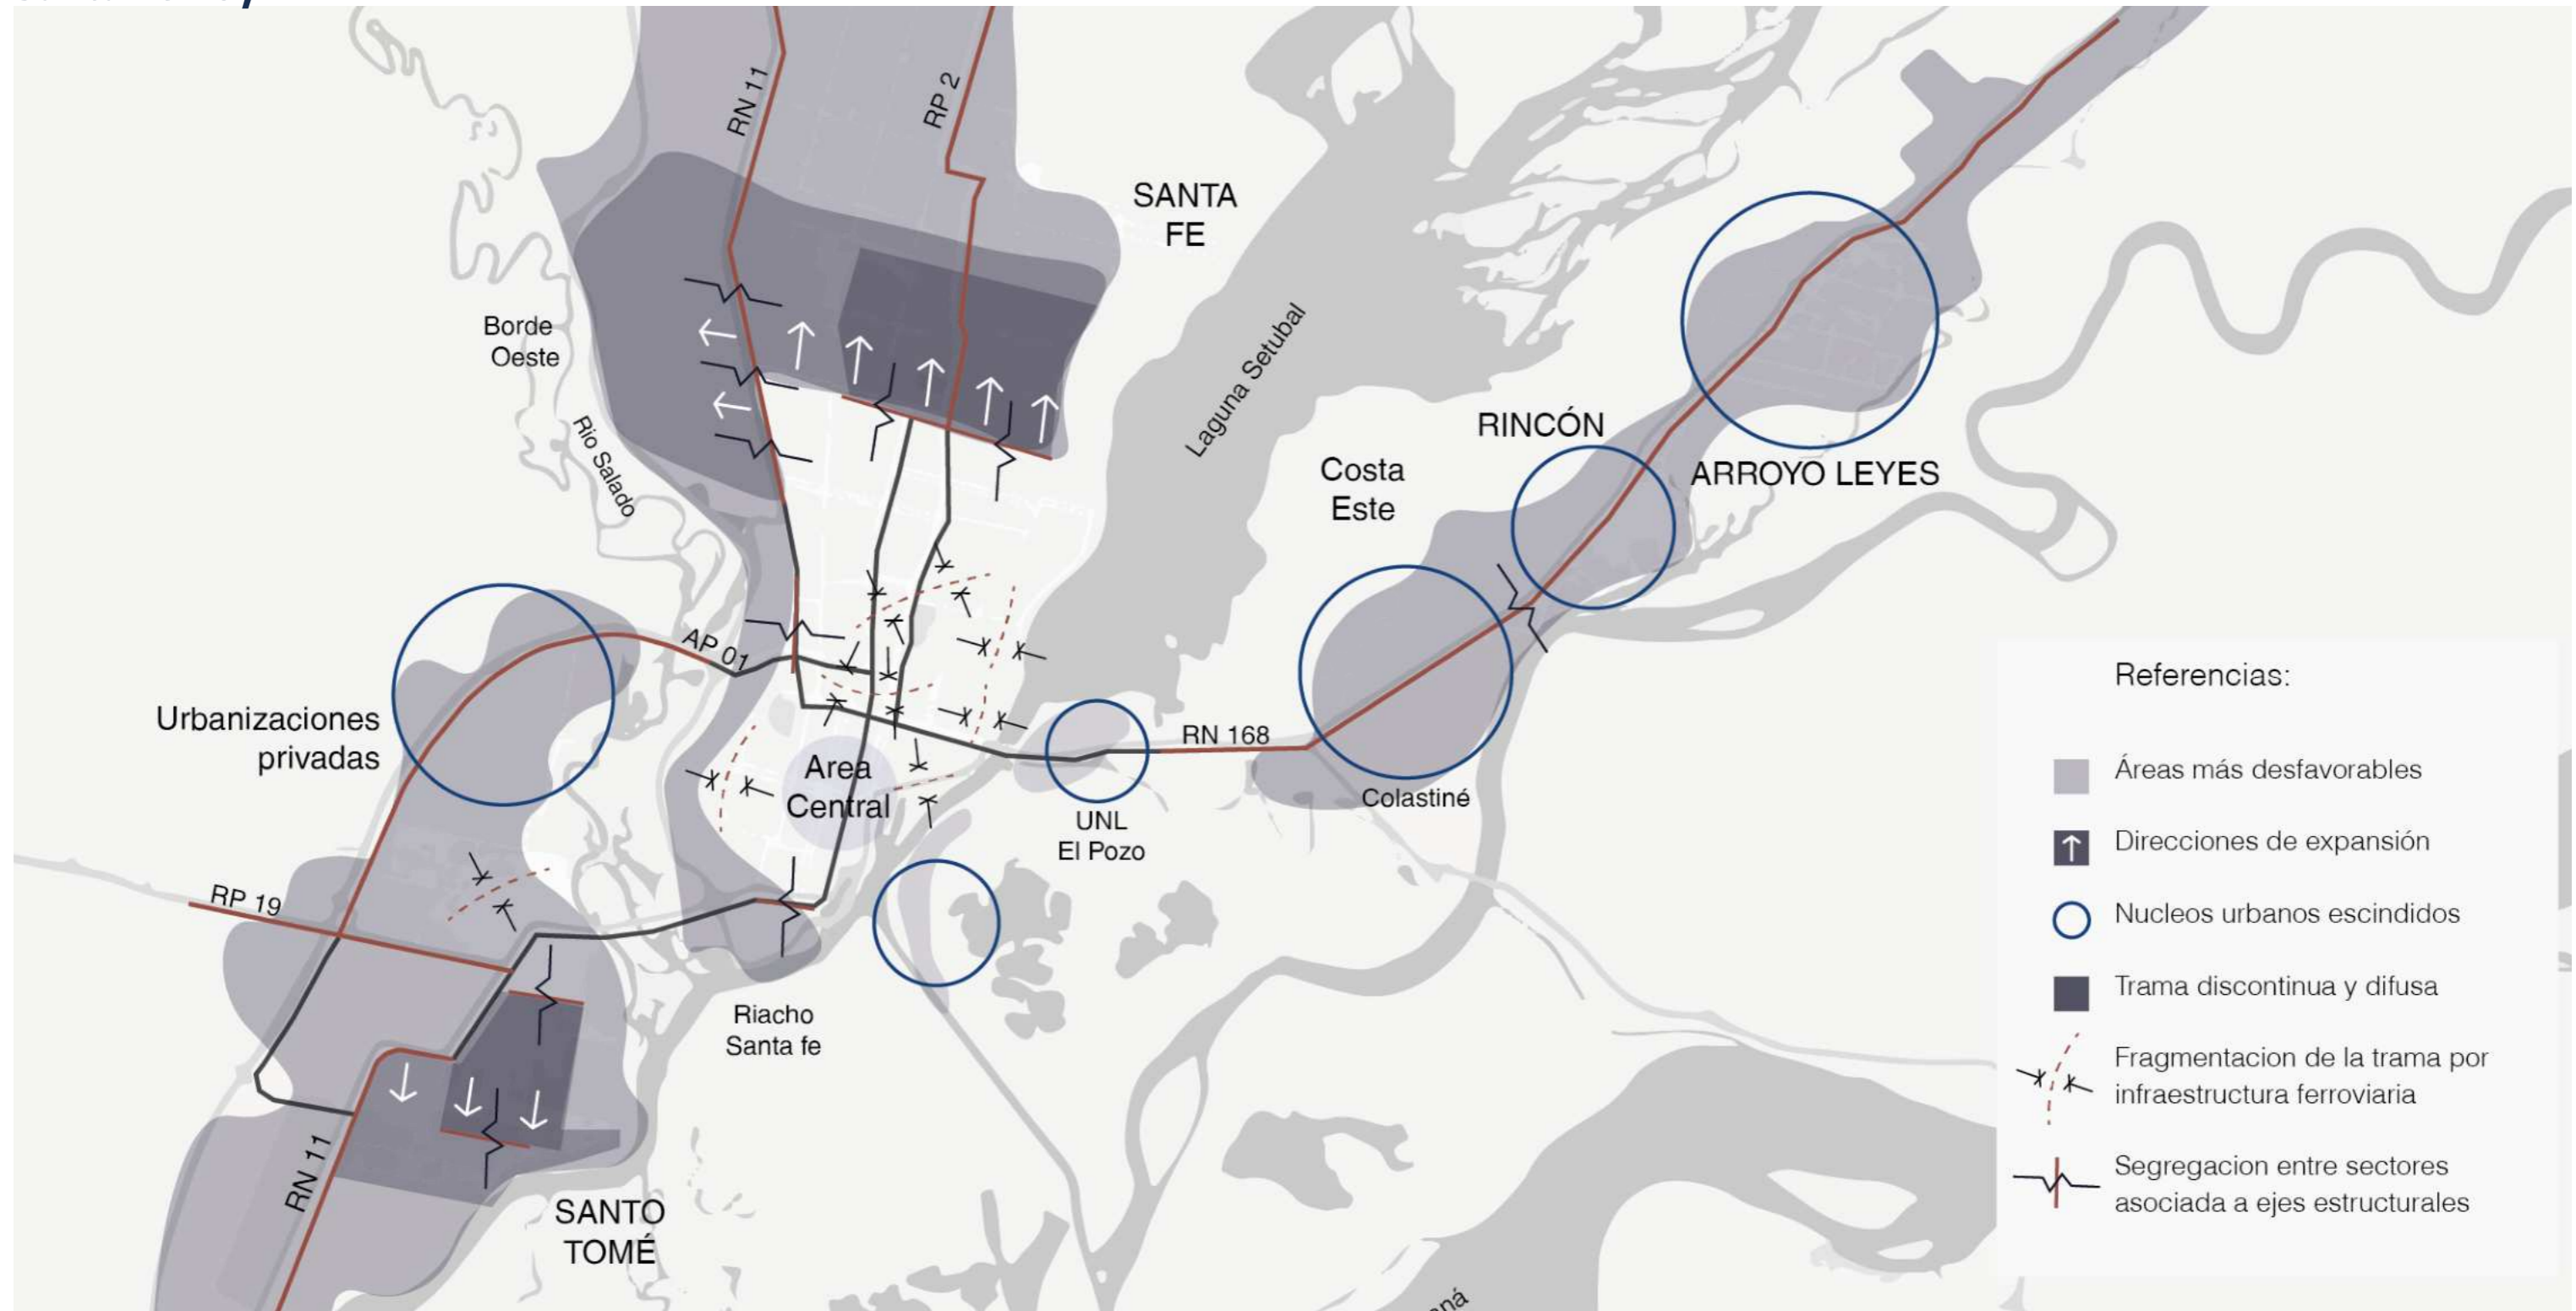 RN 11
RP 2
SANTA
FE
Borde
Oeste
Rio Salado
Laguna Setubal
RINCÓN
ARROYO LEYES
Costa
Este
AP 01
Urbanizaciones
privadas
RN 168
Area
Central
Colastiné
UNL
El Pozo
RP 19
Riacho
Santa fe
RN 11
SANTO
TOMÉ
Referencias:
Áreas más desfavorables
Direcciones de expansión
Nucleos urbanos escindidos
Trama discontinua y difusa
Fragmentacion de la trama por
infraestructura ferroviaria
Segregacion entre sectores
asociada a ejes estructurales